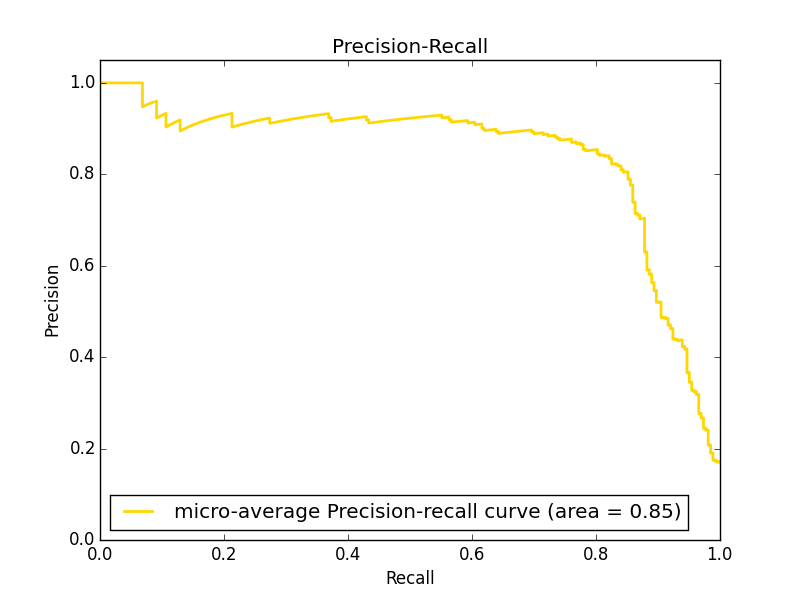 Precision-Recall
1.0
0.8
0.6
0.4
0.2
0.0
Precision
micro-average Precision-recall curve (area = 0.85)
0.0 0.2 0.4 0.6 0.8 1.0
Recall